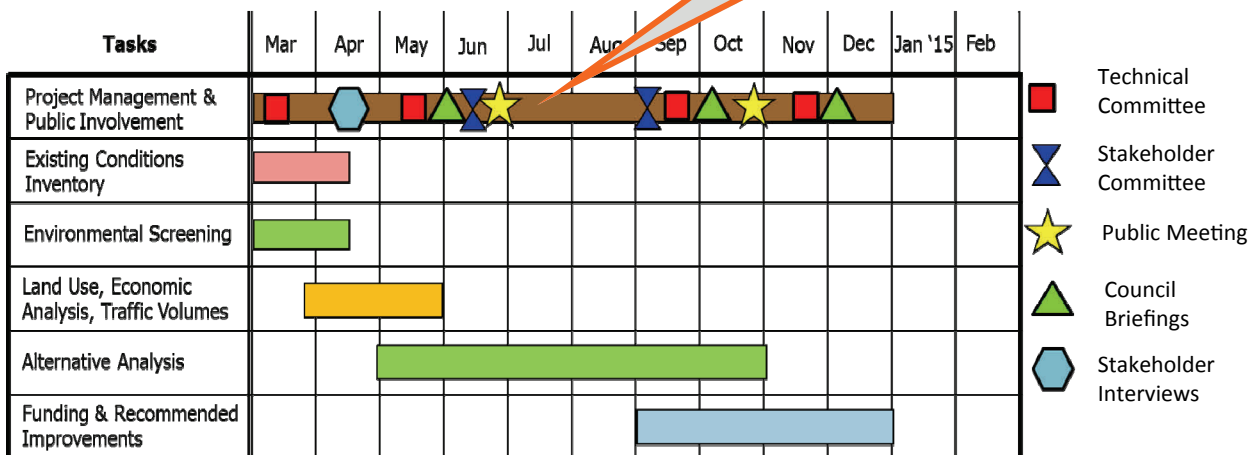 Tasks Mar Apr May Jun Jul Aug Sep Oct Nov Dec Jan ‘15 Feb
Project Management &
Public Involvement
Existing Conditions
Inventory
Environmental Screening
Land Use, Economic
Analysis, Traffic Volumes
Alternative Analysis
Funding & Recommended
Improvements
Technical
Committee
Stakeholder
Committee
Public Meeting
Council
Briefings
Stakeholder
Interviews